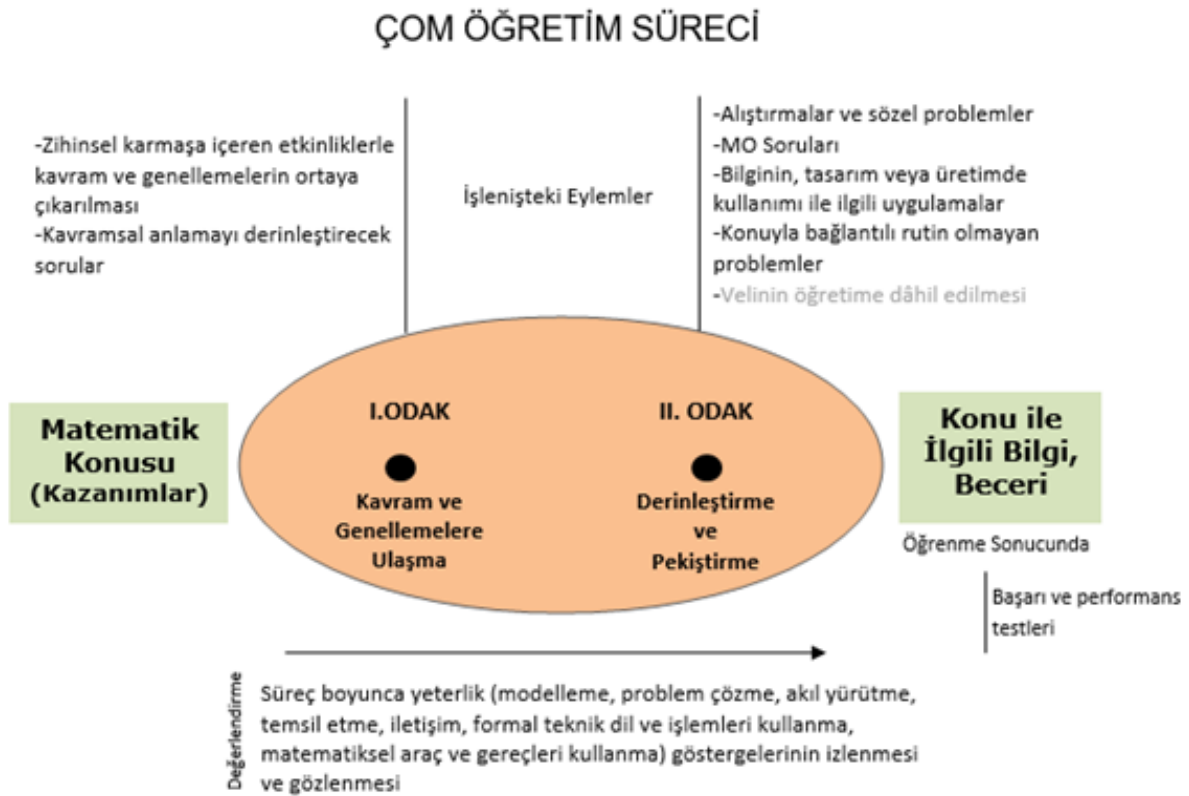 ÇOM ÖĞRETİM SÜRECİ
-Zihinsel karmaşa içeren etkinliklerle
kavram ve genellemelerin ortaya
çıkarılması
-Kavramsal anlamayı derinleştirecek
sorular
İşlenişteki Eylemler
-Alıştırmalar ve sözel problemler
-MO Soruları
-Bilginin, tasarım veya üretimde
kullanımı ile ilgili uygulamalar
-Konuyla bağlantılı rutin olmayan
problemler
-Velinin öğretime dâhil edilmesi
Matematik
Konusu
(Kazanımlar)
I.ODAK
Kavram ve
Genellemelere
Ulaşma
II. ODAK
Derinleştirme
ve
Pekiştirme
Konu ile
İlgili Bilgi,
Beceri
Öğrenme Sonucunda
Başarı ve performans
testleri
Değerlendirme
Süreç boyunca yeterlik (modelleme, problem çözme, akıl yürütme,
temsil etme, iletişim, formal teknik dil ve işlemleri kullanma,
matematiksel araç ve gereçleri kullanma) göstergelerinin izlenmesi
ve gözlenmesi